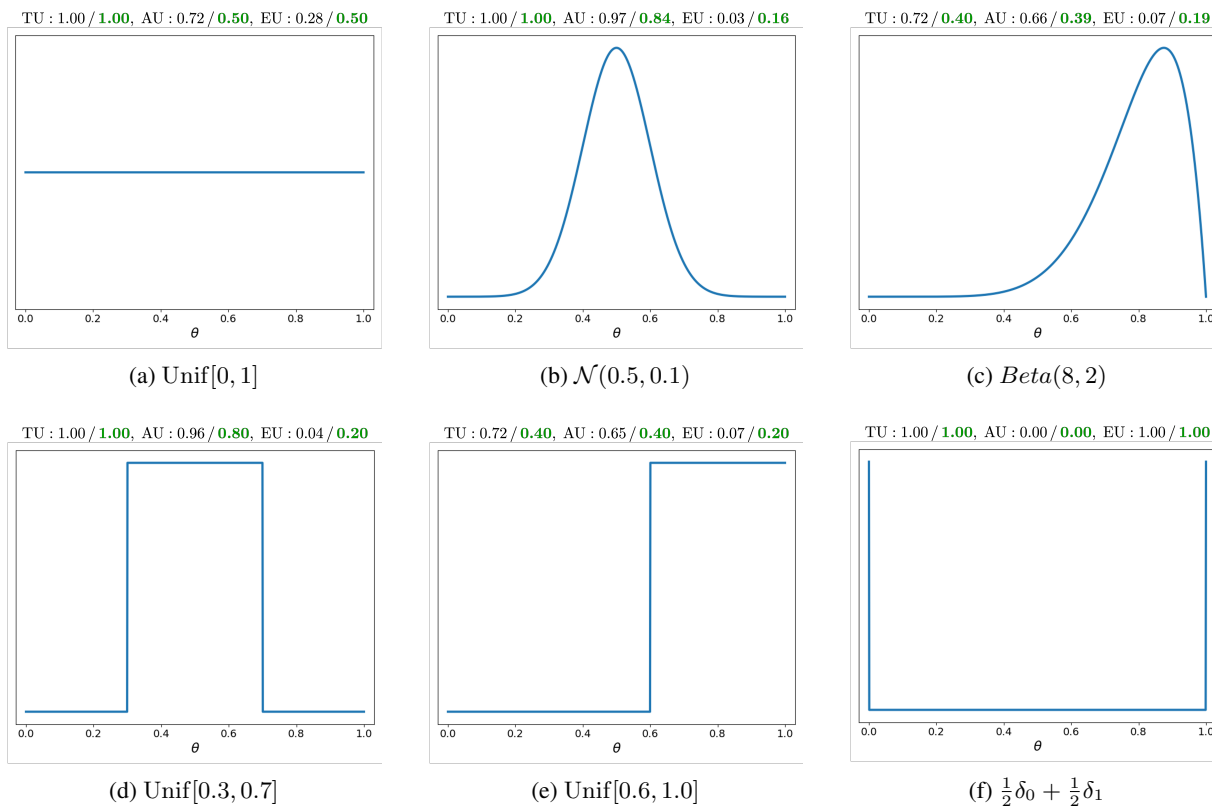 TU : 1.00 / 1.00, AU : 0.72 / 0.50, EU : 0.28 / 0.50
0.0 0.2 0.4 0.6 0.8 1.0
θ
(a) Unif[0, 1]
TU : 1.00 / 1.00, AU : 0.97 / 0.84, EU : 0.03 / 0.16
0.0 0.2 0.4 0.6 0.8 1.0
θ
(b) 𝒩(0.5, 0.1)
TU : 0.72 / 0.40, AU : 0.66 / 0.39, EU : 0.07 / 0.19
0.0 0.2 0.4 0.6 0.8 1.0
θ
(c) Beta(8, 2)
TU : 1.00 / 1.00, AU : 0.96 / 0.80, EU : 0.04 / 0.20
0.0 0.2 0.4 0.6 0.8 1.0
θ
(d) Unif[0.3, 0.7]
TU : 0.72 / 0.40, AU : 0.65 / 0.40, EU : 0.07 / 0.20
0.0 0.2 0.4 0.6 0.8 1.0
θ
(e) Unif[0.6, 1.0]
TU : 1.00 / 1.00, AU : 0.00 / 0.00, EU : 1.00 / 1.00
0.0 0.2 0.4 0.6 0.8 1.0
θ
(f) ½δ₀ + ½δ₁